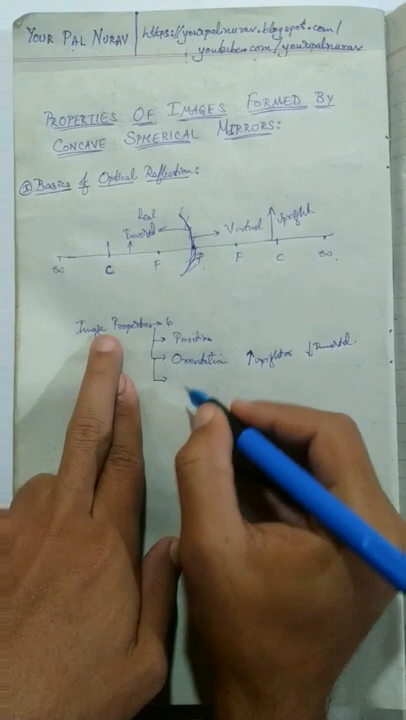 YOUR PAL NURAV
https://yourpalnurav.blogspot.com/
youtube.com/yourpalnurav
PROPERTIES OF IMAGES FORMED BY
CONCAVE SPHERICAL MIRRORS:
Basics of Optical Reflection:
Real
Inverted
Virtual
Upright
∞ C F P F C ∞
Image Properties
Position
Orientation ↑ upright or ↓ Inverted.